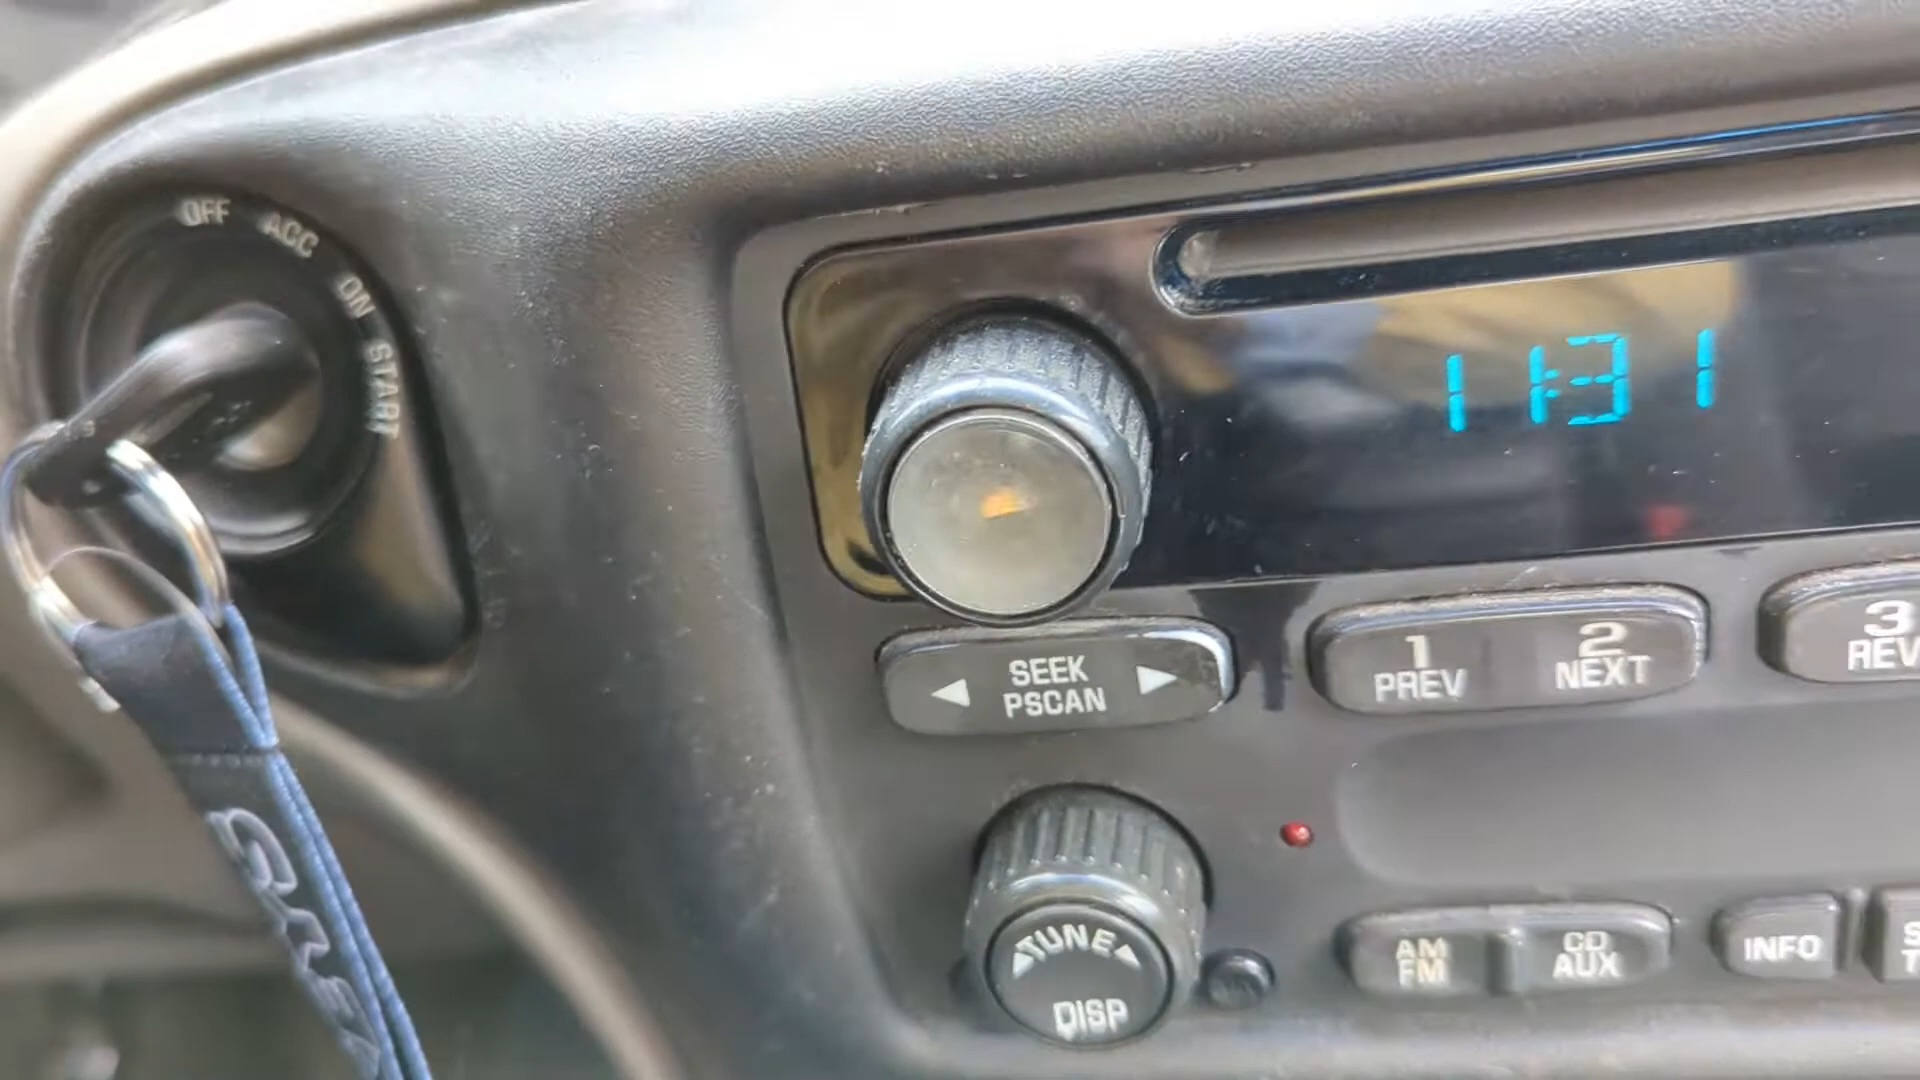 OFF ACC ON START
11:31
SEEK
PSCAN
1
PREV
2
NEXT
3
REV
TUNE
DISP
AM
FM
CD
AUX
INFO